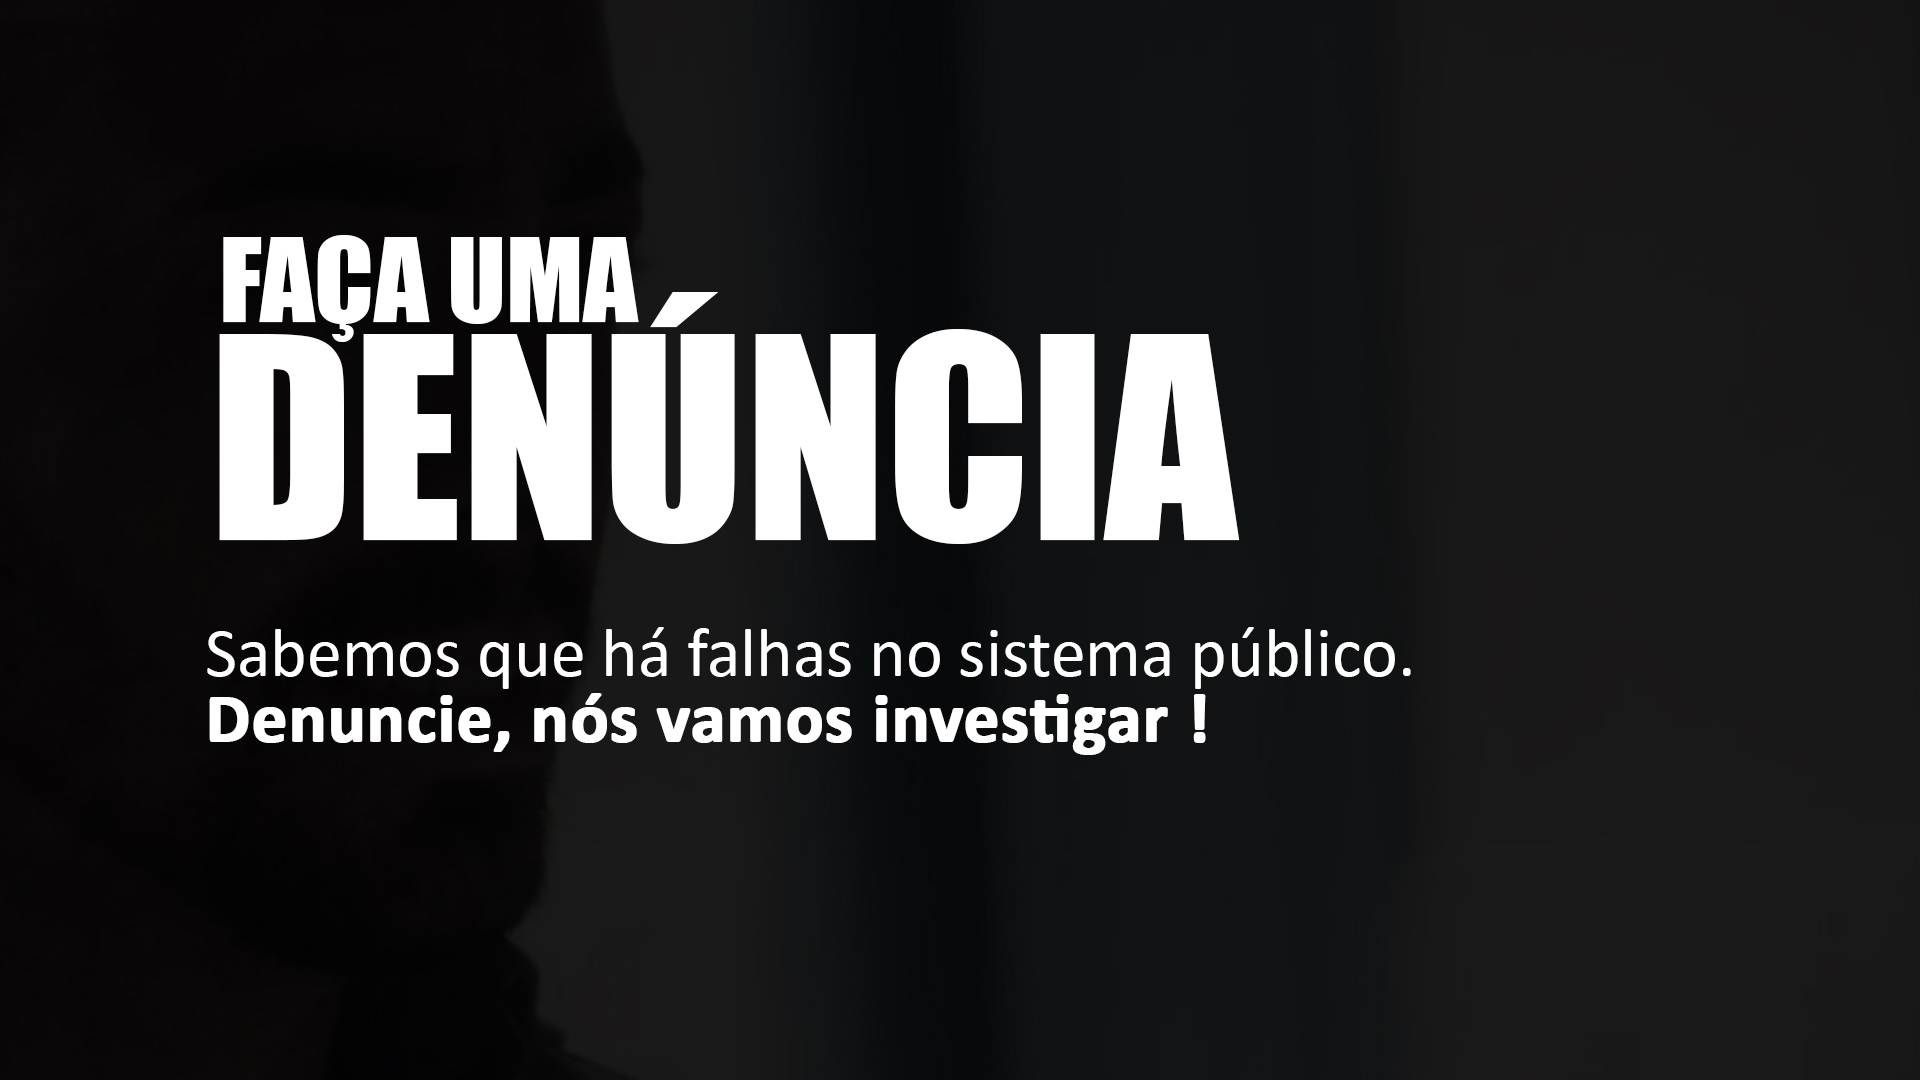 FAÇA UMA
DENÚNCIA
Sabemos que há falhas no sistema público.
Denuncie, nós vamos investigar !